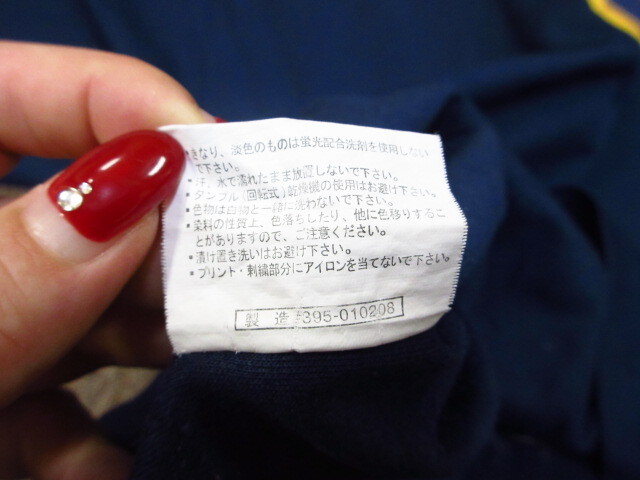 きなり、淡色のものは蛍光配合洗剤を使用しない
で下さい。
・汗、水で濡れたまま放置しないで下さい。
・タンブル(回転式)乾燥機の使用はお避け下さい。
・色物は白物と一緒に洗わないで下さい。
・染料の性質上、色落ちしたり、他に色移りするこ
とがありますので、ご注意ください。
・漬け置き洗いはお避け下さい。
・プリント・刺繍部分にアイロンを当てないで下さい。
製造 395-010208